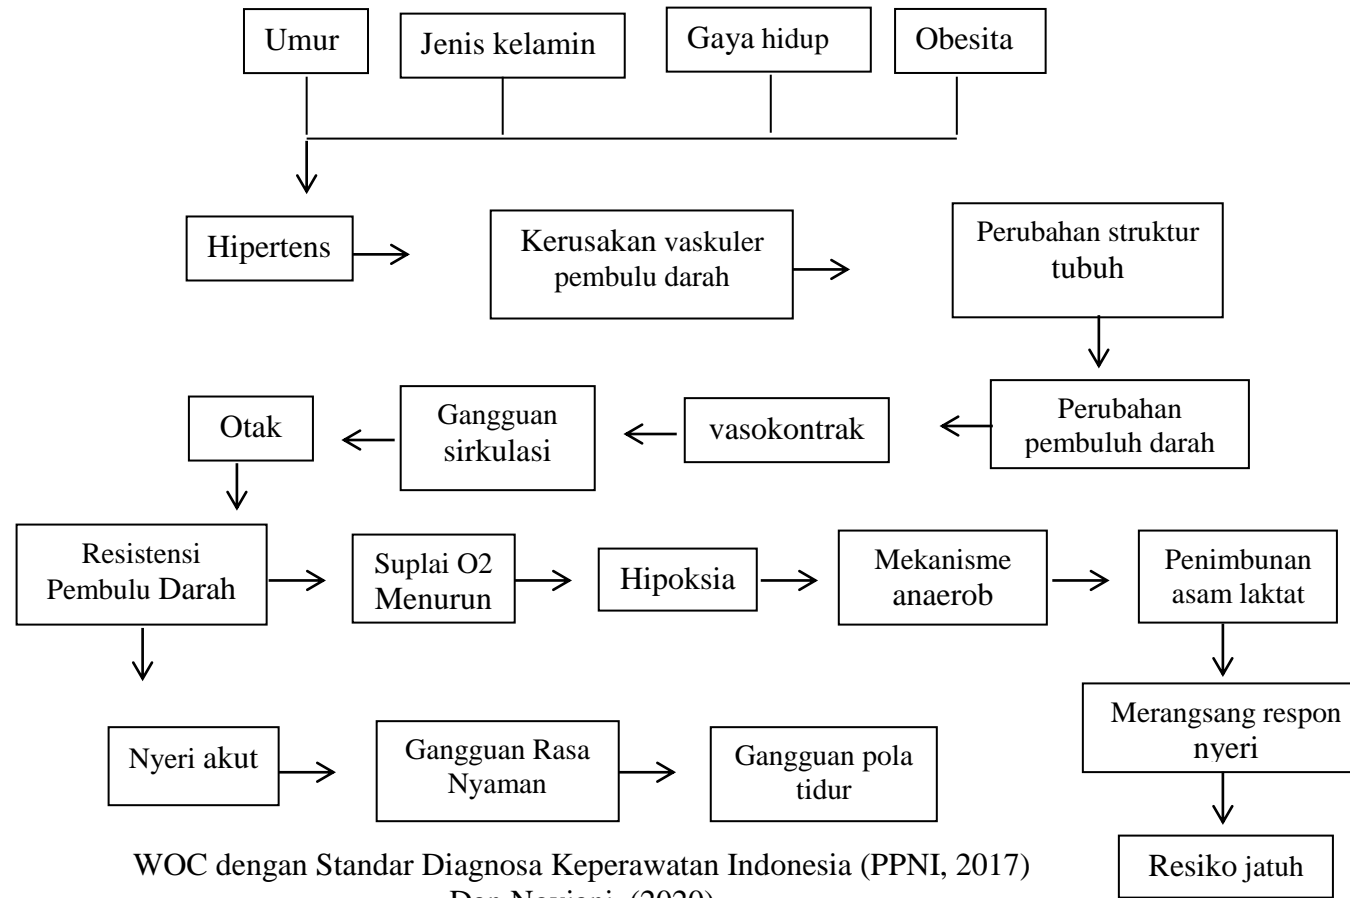 Umur
Jenis kelamin
Gaya hidup
Obesita
Hipertens
Kerusakan vaskuler
pembulu darah
Perubahan struktur
tubuh
Perubahan
pembuluh darah
vasokontrak
Gangguan
sirkulasi
Otak
Resistensi
Pembulu Darah
Suplai O2
Menurun
Hipoksia
Mekanisme
anaerob
Penimbunan
asam laktat
Merangsang respon
nyeri
Resiko jatuh
Nyeri akut
Gangguan Rasa
Nyaman
Gangguan pola
tidur
WOC dengan Standar Diagnosa Keperawatan Indonesia (PPNI, 2017)
(2020)